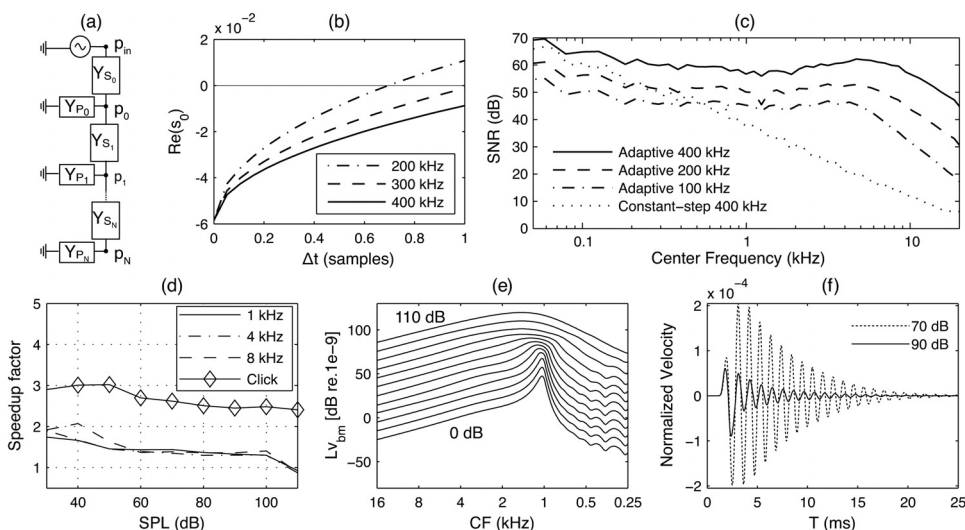 (a)
p_in
Y_S0
Y_P0
p_0
Y_S1
Y_P1
p_1
Y_SN
Y_PN
p_N
(b)
x 10^-2
2
0
-2
-4
-6
Re(s_0)
0
0.2
0.4
0.6
0.8
1
Δt (samples)
200 kHz
300 kHz
400 kHz
(c)
70
60
50
40
30
20
10
0
SNR (dB)
Adaptive 400 kHz
Adaptive 200 kHz
Adaptive 100 kHz
Constant-step 400 kHz
0.1
1
10
Center Frequency (kHz)
(d)
5
4
3
2
1
Speedup factor
1 kHz
4 kHz
8 kHz
Click
40
60
80
100
SPL (dB)
(e)
100
50
0
-50
Lv_bm [dB re.1e-9]
110 dB
0 dB
16
8
4
2
1
0.5
0.25
CF (kHz)
(f)
x 10^-4
2
1
0
-1
-2
Normalized Velocity
70 dB
90 dB
0
5
10
15
20
25
T (ms)